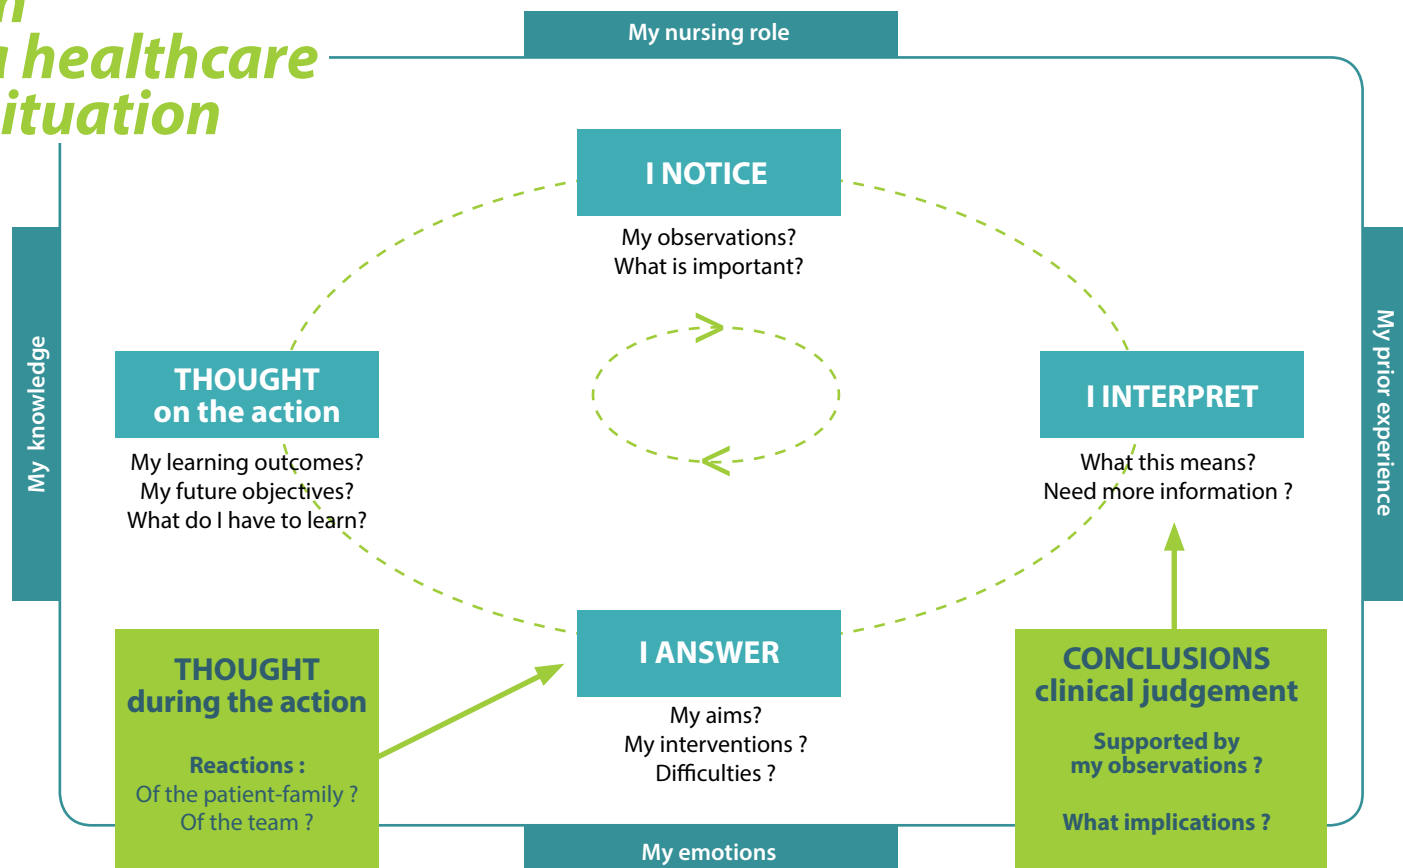 a healthcare
My nursing role
I NOTICE
My observations?
What is important?
My knowledge
THOUGHT
on the action
My learning outcomes?
My future objectives?
What do I have to learn?
I INTERPRET
What this means?
Need more information ?
My prior experience
I ANSWER
My aims?
My interventions ?
Difficulties ?
THOUGHT
during the action
Reactions :
Of the patient-family ?
Of the team ?
CONCLUSIONS
clinical judgement
Supported by
my observations ?
What implications ?
My emotions